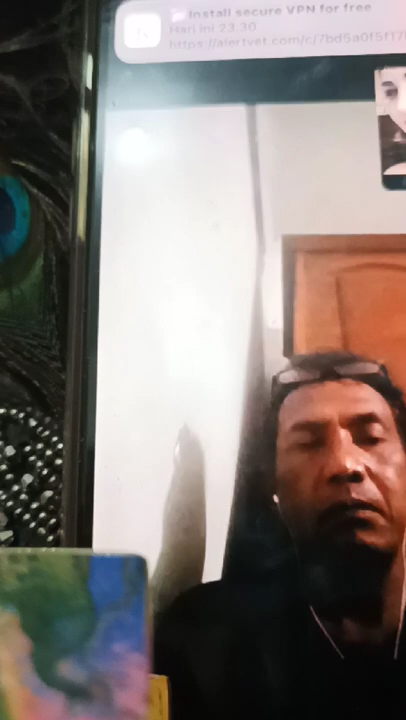 Install secure VPN for free
Hari ini 23.30
https://alertvet.com/c/7bd5a0f5f17